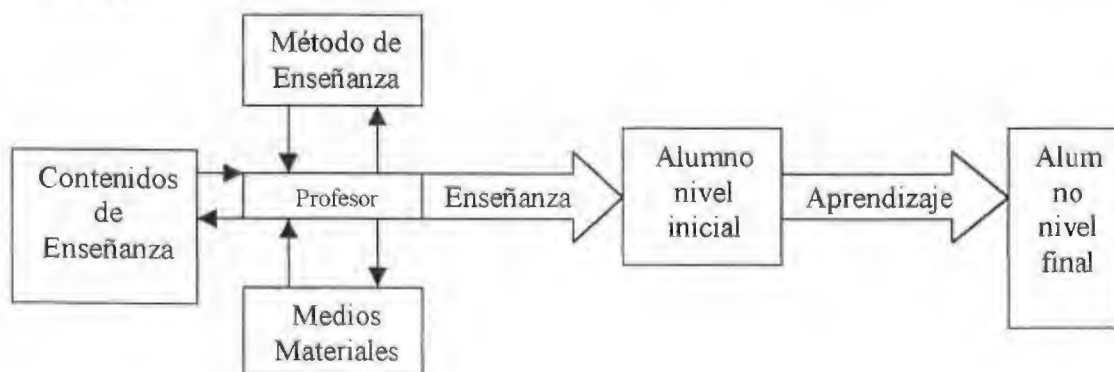 Método de
Enseñanza
Contenidos
de
Enseñanza
Profesor
Enseñanza
Alumno
nivel
inicial
Aprendizaje
Alum
no
nivel
final
Medios
Materiales